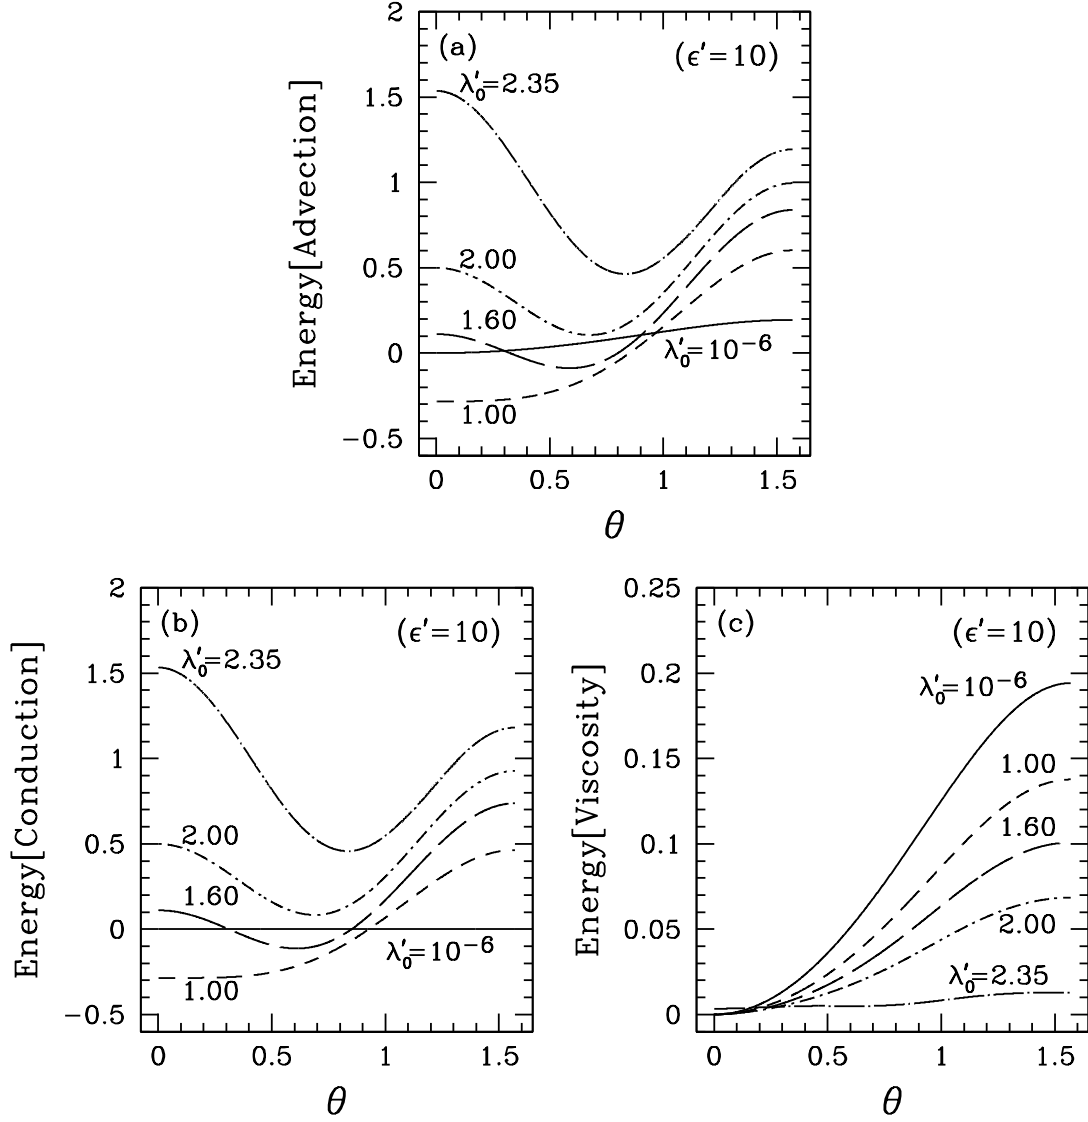 2
(a)
(ϵ′=10)
λ′₀=2.35
1.5
1
2.00
0.5
1.60
λ′₀=10⁻⁶
0
1.00
−0.5
Energy[Advection]
0 0.5 1 1.5
θ
2
(b)
(ϵ′=10)
λ′₀=2.35
1.5
1
2.00
0.5
1.60
0
λ′₀=10⁻⁶
1.00
−0.5
Energy[Conduction]
0 0.5 1 1.5
θ
0.25
(c)
(ϵ′=10)
0.2
λ′₀=10⁻⁶
0.15
1.00
1.60
0.1
0.05
2.00
λ′₀=2.35
0
Energy[Viscosity]
0 0.5 1 1.5
θ